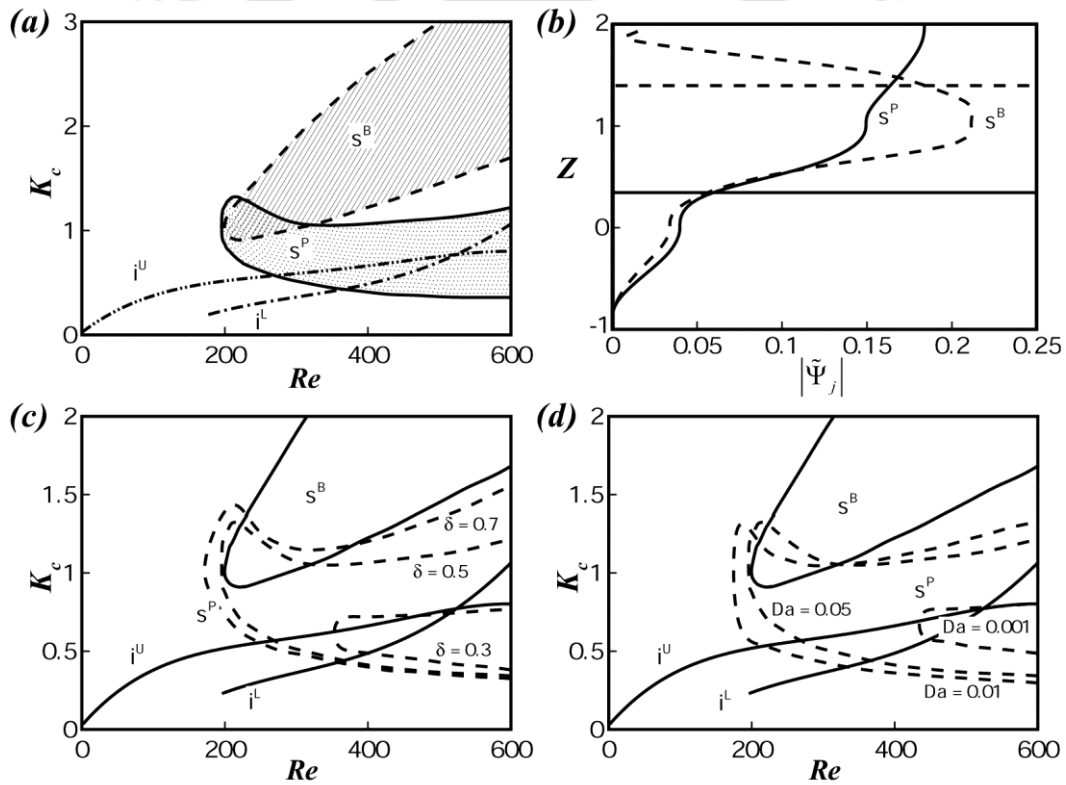 (a)
3
2
1
0
K_c
s^B
s^P
i^U
i^L
0
200
400
600
Re
(b)
2
1
0
-1
Z
s^P
s^B
0.05
0.1
0.15
0.2
0.25
|Ψ̃_j|
(c)
2
1.5
1
0.5
0
K_c
s^B
δ = 0.7
δ = 0.5
s^P
δ = 0.3
i^U
i^L
0
200
400
600
Re
(d)
2
1.5
1
0.5
0
K_c
s^B
s^P
Da = 0.05
Da = 0.001
i^U
i^L
Da = 0.01
0
200
400
600
Re